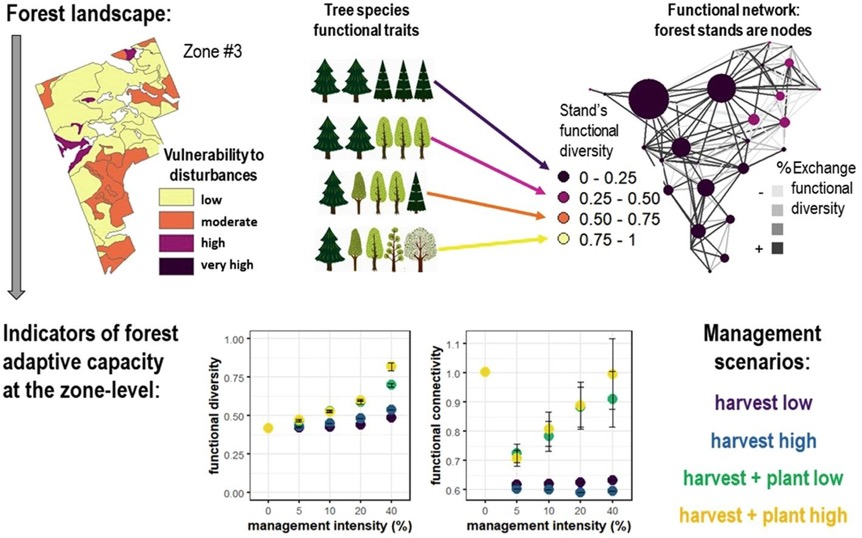 Forest landscape:
Zone #3
Vulnerability to
disturbances
low
moderate
high
very high
Tree species
functional traits
Stand's
functional
diversity
0 - 0.25
0.25 - 0.50
0.50 - 0.75
0.75 - 1
Functional network:
forest stands are nodes
% Exchange
functional
diversity
-
+
Indicators of forest
adaptive capacity
at the zone-level:
functional diversity
1.00
0.75
0.50
0.25
0.00
0 5 10 20 40
management intensity (%)
functional connectivity
1.1
1.0
0.9
0.8
0.7
0.6
0 5 10 20 40
management intensity (%)
Management
scenarios:
harvest low
harvest high
harvest + plant low
harvest + plant high